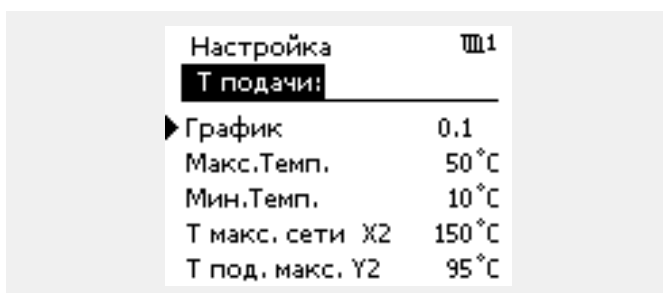 Настройка 1
Т подачи:
График 0.1
Макс.Темп. 50°C
Мин.Темп. 10°C
Т макс. сети X2 150°C
Т под. макс. Y2 95°C